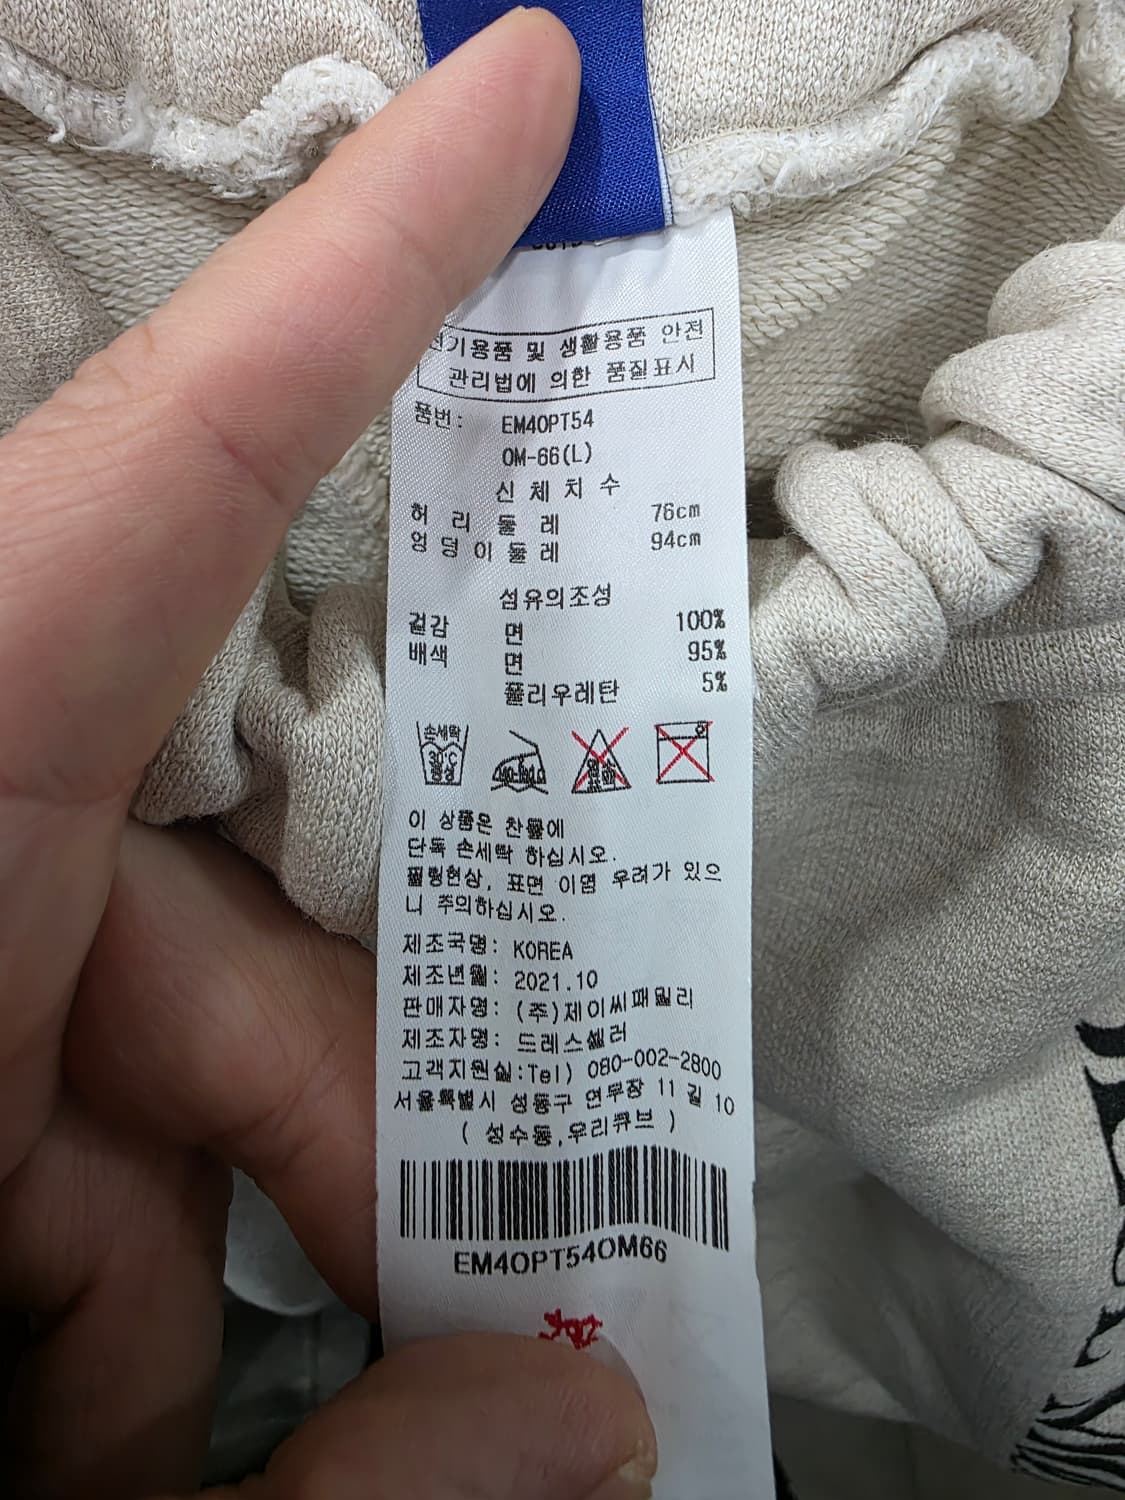 전기용품 및 생활용품 안전
관리법에 의한 품질표시
품번: EM4OPT54
OM-66(L)
신체치수
허리둘레 76cm
엉덩이둘레 94cm
섬유의조성
겉감 면 100%
배색 면 95%
폴리우레탄 5%
손세탁
30℃
중성
이 상품은 찬물에
단독 손세탁 하십시오.
필링현상, 표면 이염 우려가 있으
니 주의하십시오.
제조국명: KOREA
제조년월: 2021.10
판매자명: (주)제이씨패밀리
제조자명: 드레스셀러
고객지원실:Tel) 080-002-2800
서울특별시 성동구 연무장 11 길 10
( 성수동,우리큐브 )
EM4OPT54OM66